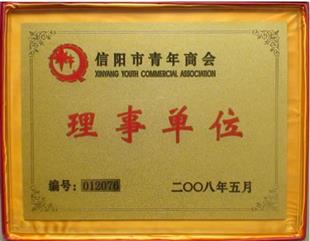 信阳市青年商会
XINYANG YOUTH COMMERCIAL ASSOCIATION
理事单位
编号：012076
二〇〇八年五月